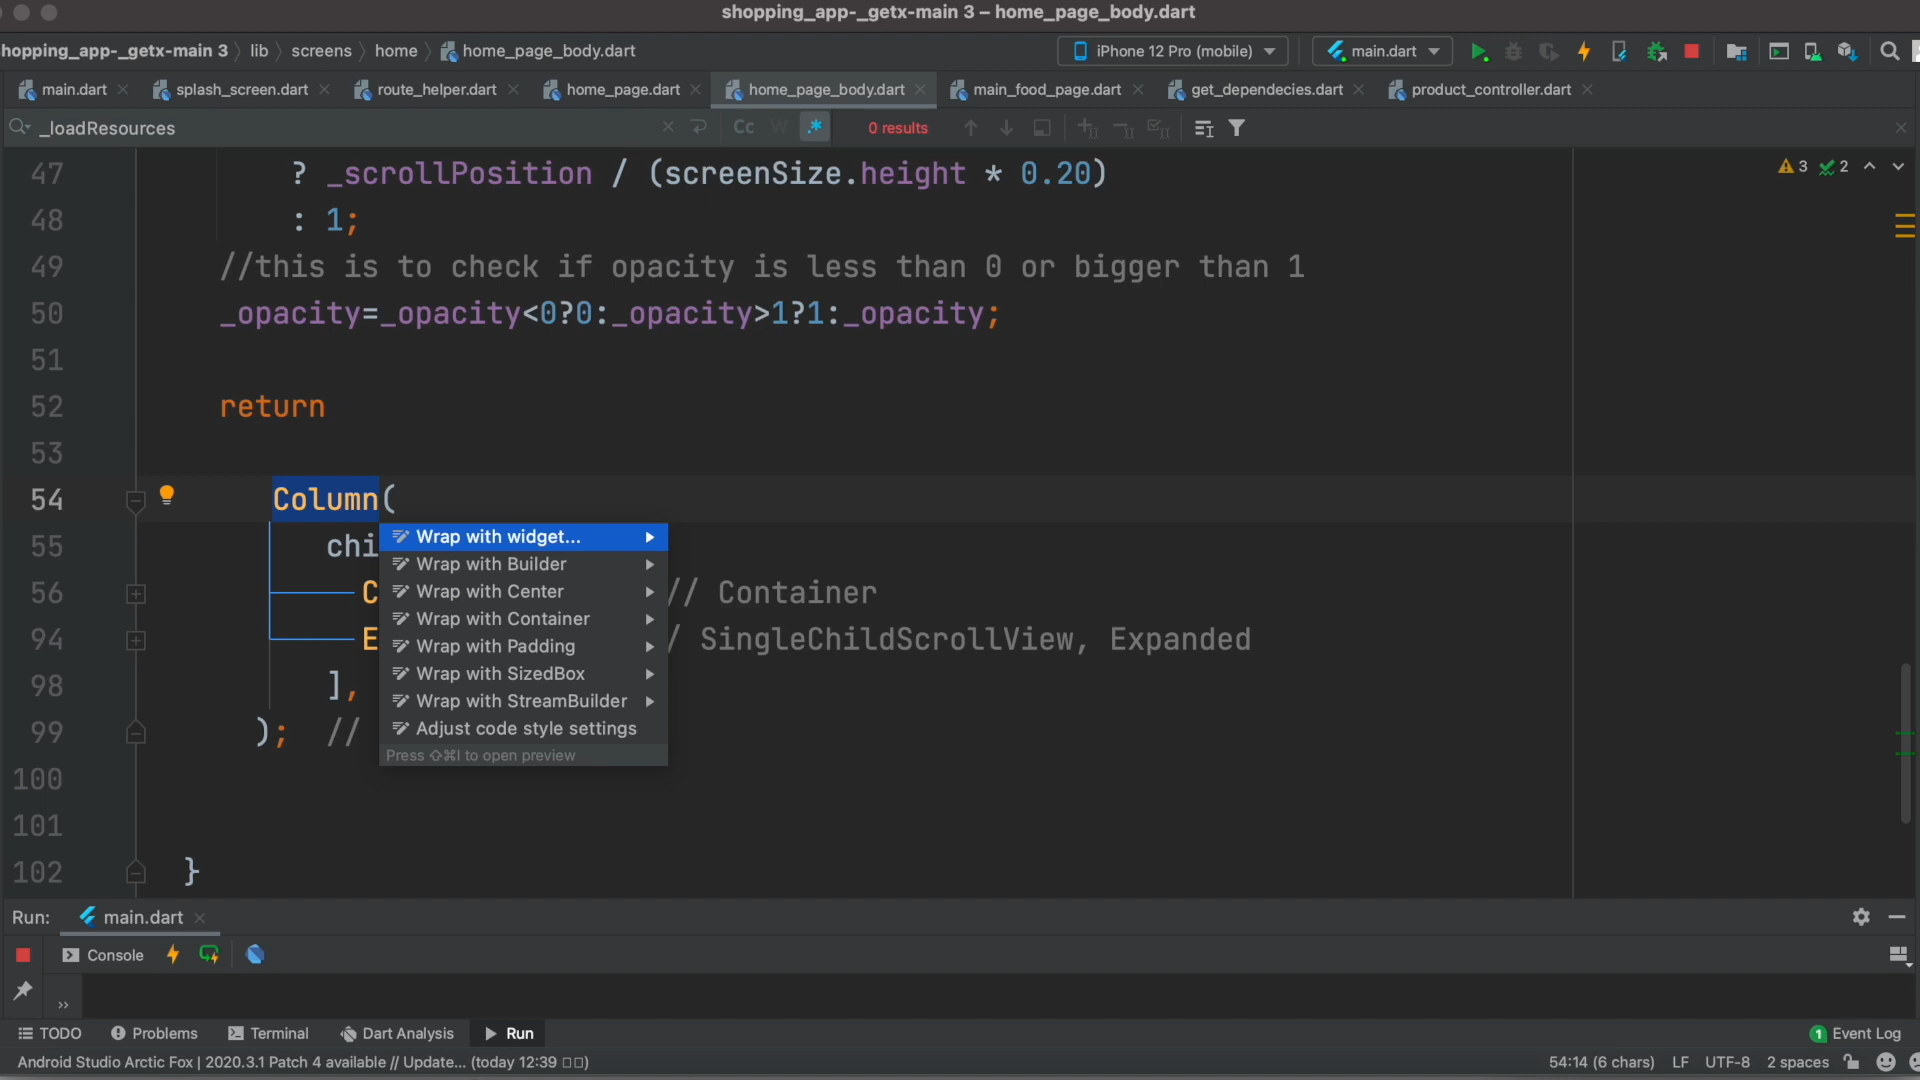 shopping_app-_getx-main 3 – home_page_body.dart
hopping_app-_getx-main 3 lib screens home home_page_body.dart iPhone 12 Pro (mobile) main.dart
main.dart splash_screen.dart route_helper.dart home_page.dart home_page_body.dart main_food_page.dart get_dependecies.dart product_controller.dart
_loadResources Cc W .* 0 results
47 ? _scrollPosition / (screenSize.height * 0.20) 3 2
48 : 1;
49 //this is to check if opacity is less than 0 or bigger than 1
50 _opacity=_opacity<0?0:_opacity>1?1:_opacity;
51
52 return
53
54 Column(
55 chi
Wrap with widget...
Wrap with Builder
56 C // Container
Wrap with Center
Wrap with Container
94 E / SingleChildScrollView, Expanded
Wrap with Padding
Wrap with SizedBox
98 ],
Wrap with StreamBuilder
99 ); //
Adjust code style settings
Press ⇧⌘I to open preview
100
101
102 }
Run: main.dart
Console
»
TODO Problems Terminal Dart Analysis Run 1 Event Log
Android Studio Arctic Fox | 2020.3.1 Patch 4 available // Update... (today 12:39) 54:14 (6 chars) LF UTF-8 2 spaces